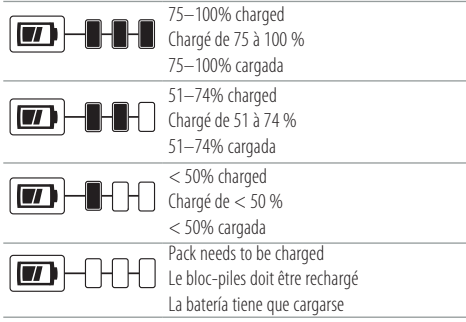 75–100% charged
Chargé de 75 à 100 %
75–100% cargada
51–74% charged
Chargé de 51 à 74 %
51–74% cargada
< 50% charged
Chargé de < 50 %
< 50% cargada
Pack needs to be charged
Le bloc-piles doit être rechargé
La batería tiene que cargarse